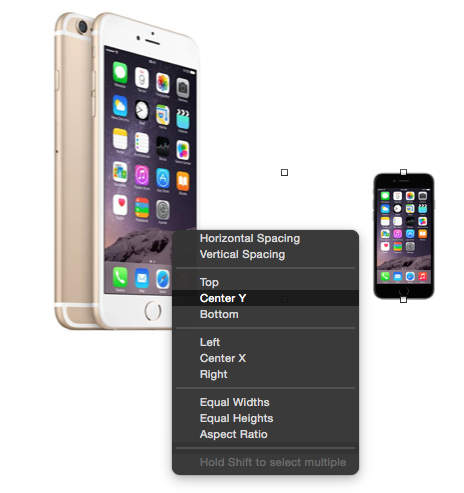 Horizontal Spacing
Vertical Spacing
Top
Center Y
Bottom
Left
Center X
Right
Equal Widths
Equal Heights
Aspect Ratio
Hold Shift to select multiple